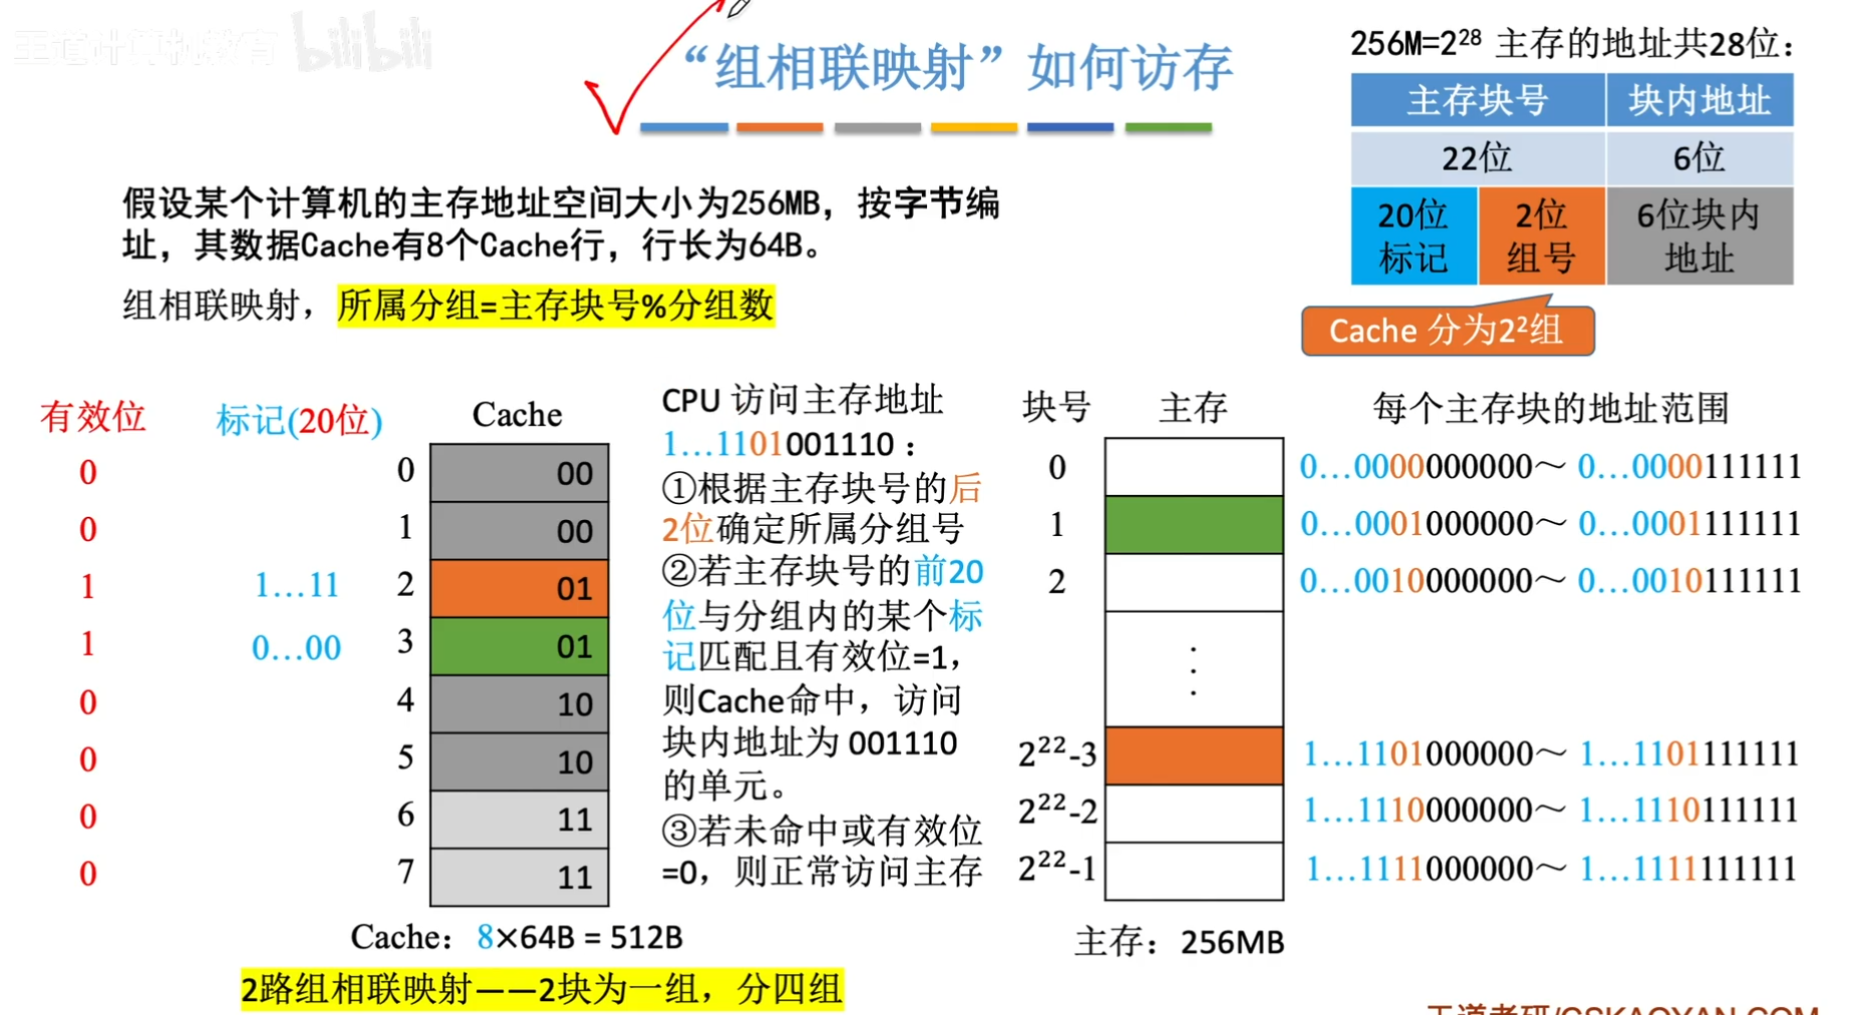 王道计算机教育 bilibili
“组相联映射”如何访存
256M=2²⁸ 主存的地址共28位：
主存块号 块内地址
22位 6位
20位标记 2位组号 6位块内地址
Cache 分为2²组
假设某个计算机的主存地址空间大小为256MB，按字节编
址，其数据Cache有8个Cache行，行长为64B。
组相联映射，所属分组=主存块号%分组数
有效位 标记(20位) Cache
0 0 00
0 1 00
1 1…11 2 01
1 0…00 3 01
0 4 10
0 5 10
0 6 11
0 7 11
Cache：8×64B = 512B
2路组相联映射——2块为一组，分四组
CPU 访问主存地址
1…1101001110：
①根据主存块号的后
2位确定所属分组号
②若主存块号的前20
位与分组内的某个标
记匹配且有效位=1，
则Cache命中，访问
块内地址为 001110
的单元。
③若未命中或有效位
=0，则正常访问主存
块号 主存 每个主存块的地址范围
0 0…0000000000～ 0…0000111111
1 0…0001000000～ 0…0001111111
2 0…0010000000～ 0…0010111111
2²²-3 1…1101000000～ 1…1101111111
2²²-2 1…1110000000～ 1…1110111111
2²²-1 1…1111000000～ 1…1111111111
主存：256MB
王道考研/CSKAOYAN.COM